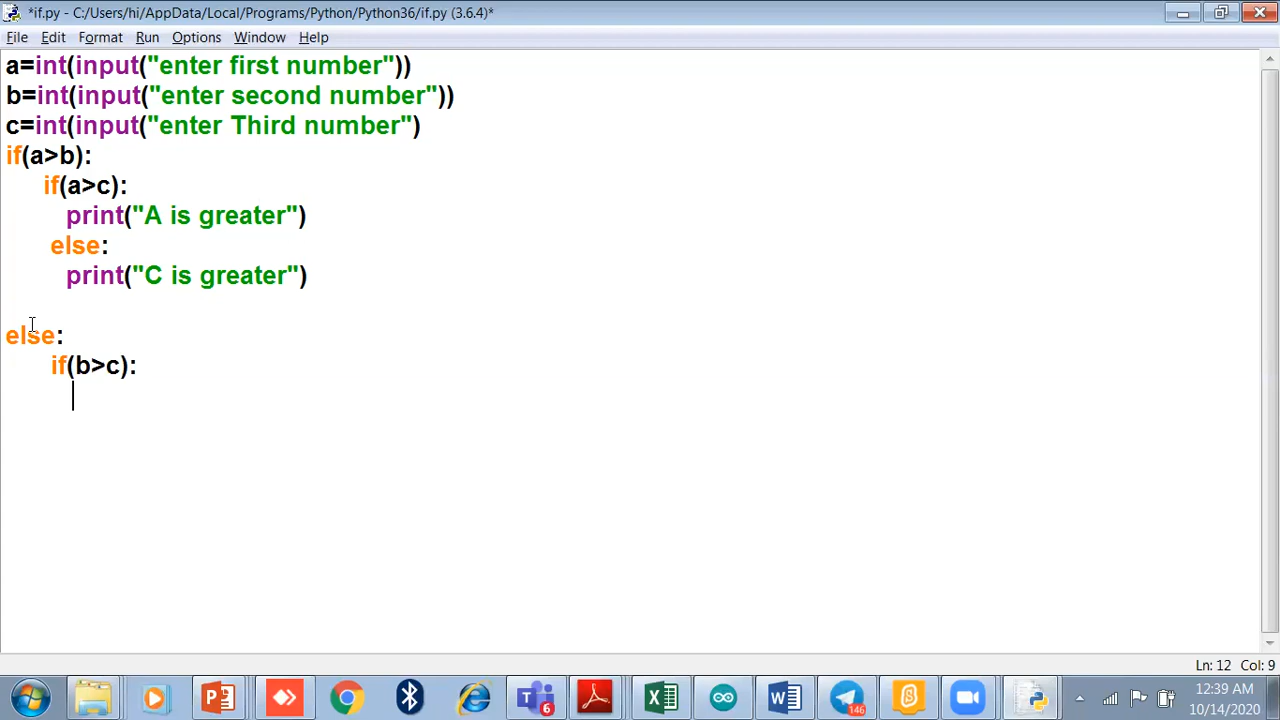 *if.py - C:/Users/hi/AppData/Local/Programs/Python/Python36/if.py (3.6.4)*
File Edit Format Run Options Window Help
a=int(input("enter first number"))
b=int(input("enter second number"))
c=int(input("enter Third number")
if(a>b):
if(a>c):
print("A is greater")
else:
print("C is greater")
else:
if(b>c):
Ln: 12 Col: 9
12:39 AM
10/14/2020
6
146